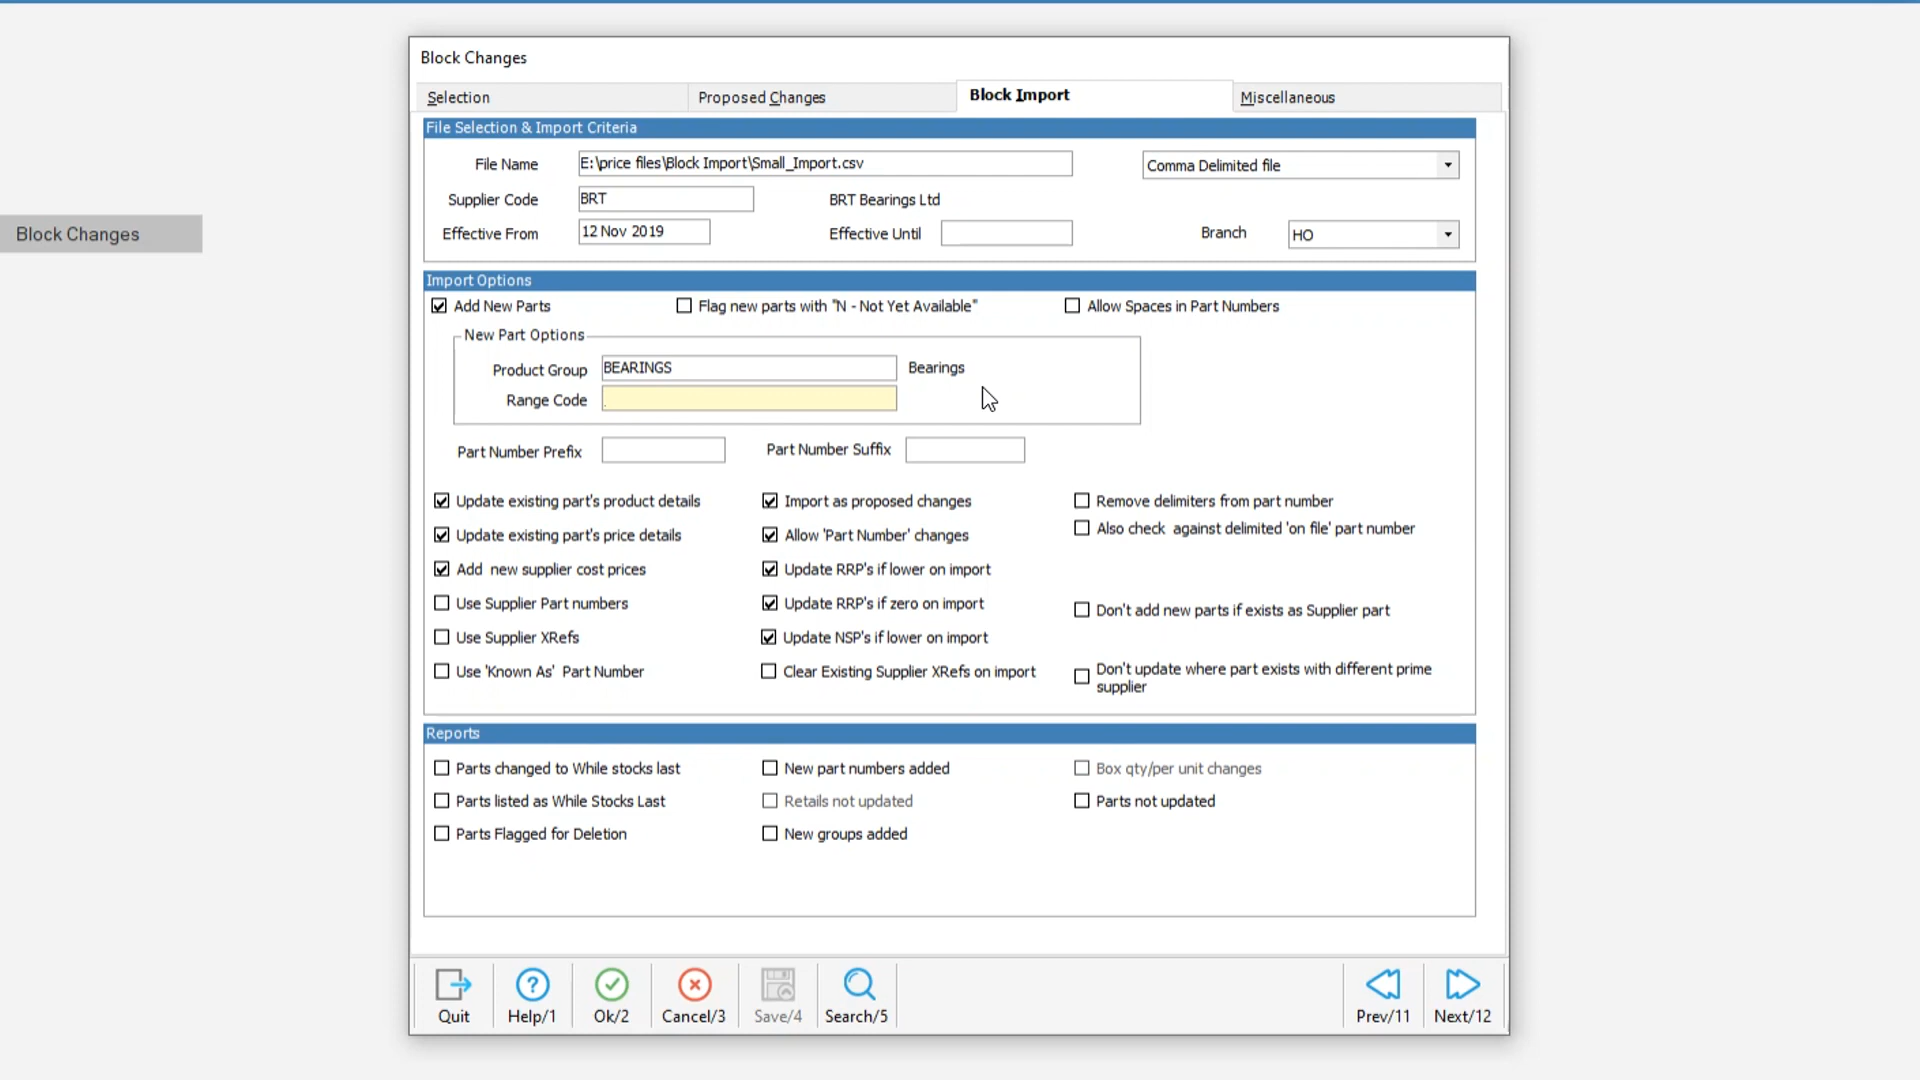 Block Changes
Selection
Proposed Changes
Block Import
Miscellaneous
File Selection & Import Criteria
File Name
E:\price files\Block Import\Small_Import.csv
Comma Delimited file
Supplier Code
BRT
BRT Bearings Ltd
Block Changes
Effective From
12 Nov 2019
Effective Until
Branch
HO
Import Options
Add New Parts
Flag new parts with "N - Not Yet Available"
Allow Spaces in Part Numbers
New Part Options
Product Group
BEARINGS
Bearings
Range Code
.
Part Number Prefix
Part Number Suffix
Update existing part's product details
Import as proposed changes
Remove delimiters from part number
Update existing part's price details
Allow 'Part Number' changes
Also check  against delimited 'on file' part number
Add  new supplier cost prices
Update RRP's if lower on import
Use Supplier Part numbers
Update RRP's if zero on import
Don't add new parts if exists as Supplier part
Use Supplier XRefs
Update NSP's if lower on import
Use 'Known As'  Part Number
Clear Existing Supplier XRefs on import
Don't update where part exists with different prime
supplier
Reports
Parts changed to While stocks last
New part numbers added
Box qty/per unit changes
Parts listed as While Stocks Last
Retails not updated
Parts not updated
Parts Flagged for Deletion
New groups added
Quit
Help/1
Ok/2
Cancel/3
Save/4
Search/5
Prev/11
Next/12